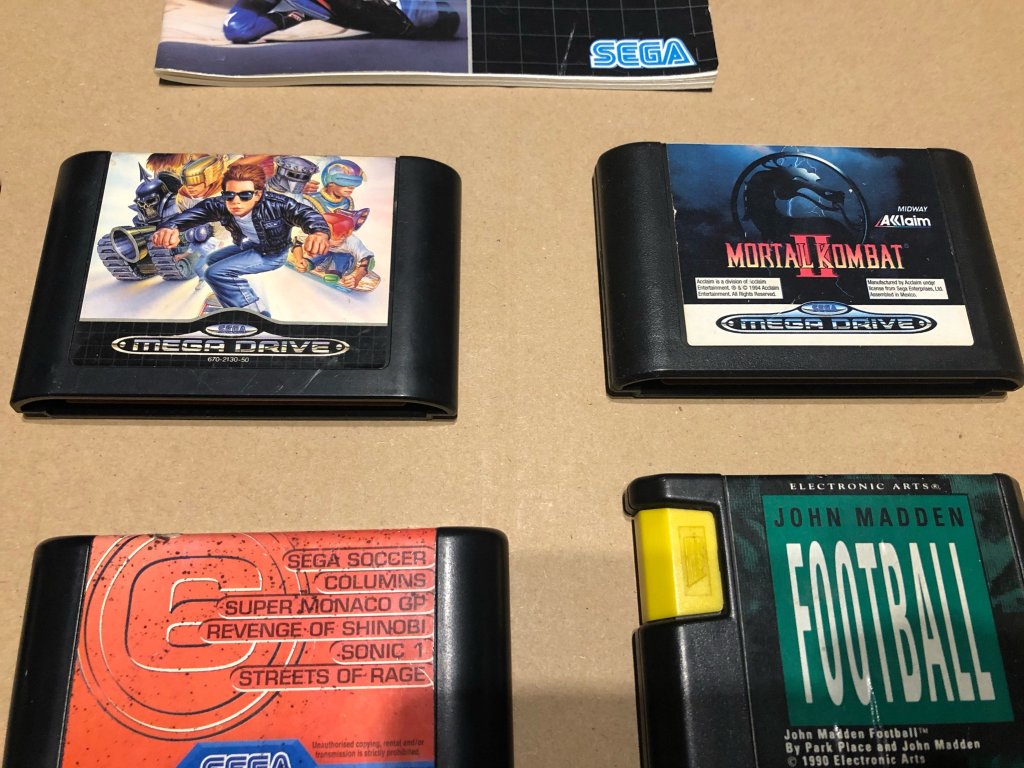 SEGA
SEGA
MEGA DRIVE
670-2130-50
MIDWAY
AKKlaim
MORTAL KOMBAT
II
Acclaim is a division of Acclaim
Entertainment, ® & © 1994 Acclaim
Entertainment, All Rights Reserved.
Manufactured by Acclaim under
license from Sega Enterprises, Ltd.
Assembled in Mexico.
SEGA
MEGA DRIVE
6
SEGA SOCCER
COLUMNS
SUPER MONACO GP
REVENGE OF SHINOBI
SONIC 1
STREETS OF RAGE
Unauthorised copying, rental and/or
transmission is strictly prohibited.
SEGA
ELECTRONIC ARTS®
JOHN MADDEN
FOOTBALL
John Madden Football™
By Park Place and John Madden
© 1990 Electronic Arts